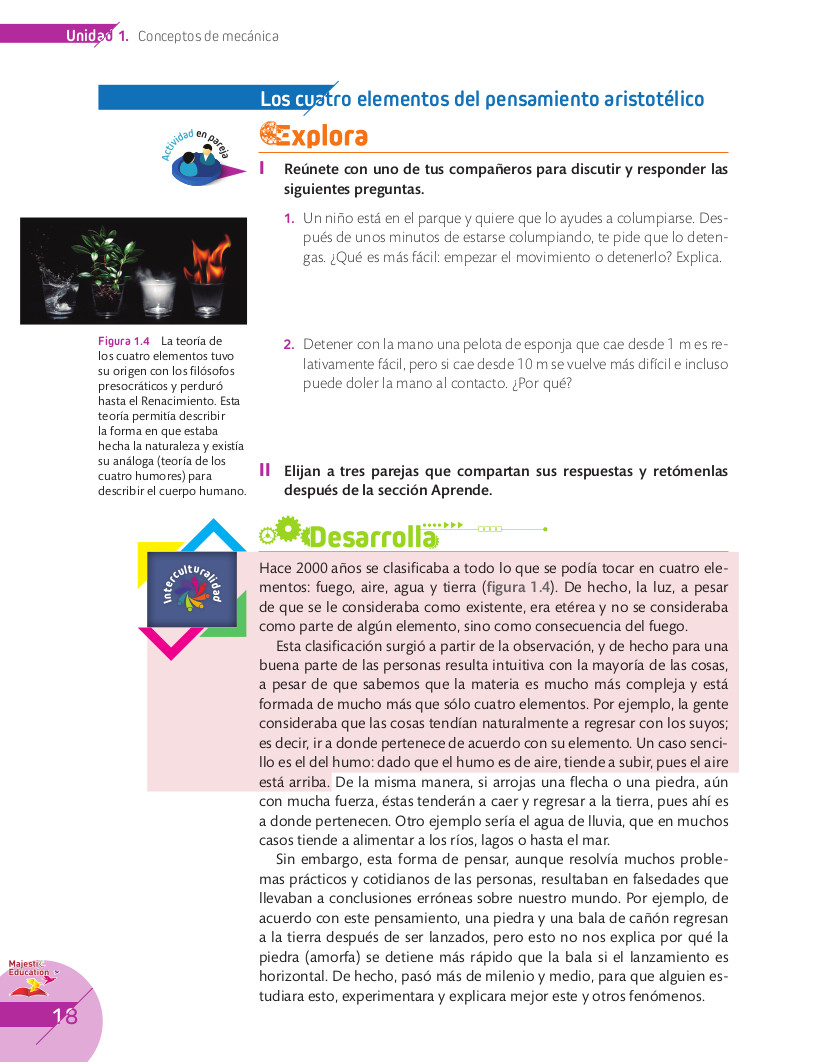 Unidad 1. Conceptos de mecánica
Los cuatro elementos del pensamiento aristotélico
Actividad en pareja
Explora
I Reúnete con uno de tus compañeros para discutir y responder las
siguientes preguntas.
1. Un niño está en el parque y quiere que lo ayudes a columpiarse. Des-
pués de unos minutos de estarse columpiando, te pide que lo deten-
gas. ¿Qué es más fácil: empezar el movimiento o detenerlo? Explica.
Figura 1.4 La teoría de
los cuatro elementos tuvo
su origen con los filósofos
presocráticos y perduró
hasta el Renacimiento. Esta
teoría permitía describir
la forma en que estaba
hecha la naturaleza y existía
su análoga (teoría de los
cuatro humores) para
describir el cuerpo humano.
2. Detener con la mano una pelota de esponja que cae desde 1 m es re-
lativamente fácil, pero si cae desde 10 m se vuelve más difícil e incluso
puede doler la mano al contacto. ¿Por qué?
II Elijan a tres parejas que compartan sus respuestas y retómenlas
después de la sección Aprende.
Desarrolla
Interculturalidad
Hace 2000 años se clasificaba a todo lo que se podía tocar en cuatro ele-
mentos: fuego, aire, agua y tierra (figura 1.4). De hecho, la luz, a pesar
de que se le consideraba como existente, era etérea y no se consideraba
como parte de algún elemento, sino como consecuencia del fuego.
Esta clasificación surgió a partir de la observación, y de hecho para una
buena parte de las personas resulta intuitiva con la mayoría de las cosas,
a pesar de que sabemos que la materia es mucho más compleja y está
formada de mucho más que sólo cuatro elementos. Por ejemplo, la gente
consideraba que las cosas tendían naturalmente a regresar con los suyos;
es decir, ir a donde pertenece de acuerdo con su elemento. Un caso senci-
llo es el del humo: dado que el humo es de aire, tiende a subir, pues el aire
está arriba. De la misma manera, si arrojas una flecha o una piedra, aún
con mucha fuerza, éstas tenderán a caer y regresar a la tierra, pues ahí es
a donde pertenecen. Otro ejemplo sería el agua de lluvia, que en muchos
casos tiende a alimentar a los ríos, lagos o hasta el mar.
Sin embargo, esta forma de pensar, aunque resolvía muchos proble-
mas prácticos y cotidianos de las personas, resultaban en falsedades que
llevaban a conclusiones erróneas sobre nuestro mundo. Por ejemplo, de
acuerdo con este pensamiento, una piedra y una bala de cañón regresan
a la tierra después de ser lanzados, pero esto no nos explica por qué la
piedra (amorfa) se detiene más rápido que la bala si el lanzamiento es
horizontal. De hecho, pasó más de milenio y medio, para que alguien es-
tudiara esto, experimentara y explicara mejor este y otros fenómenos.
Majestic
Education
18